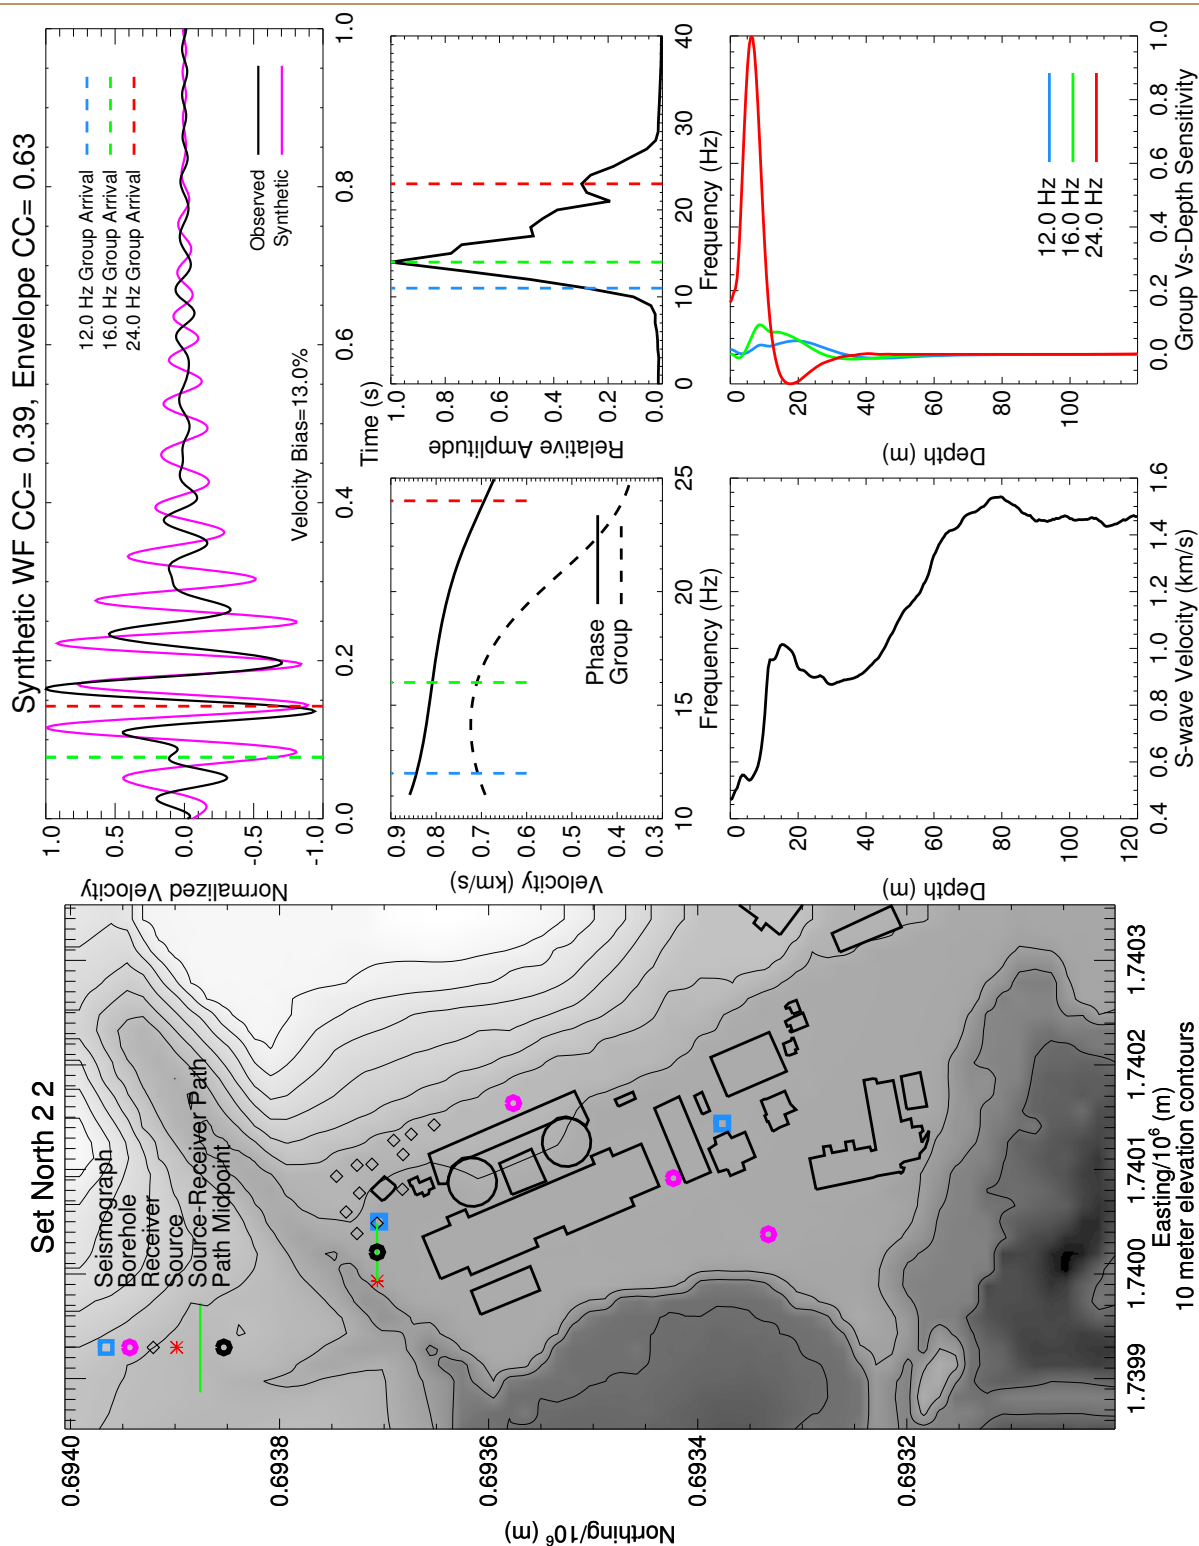 Set North 2 2
Seismograph
Borehole
Receiver
Source
Source-Receiver Path
Path Midpoint
0.6940
0.6938
0.6936
0.6934
0.6932
Northing/10⁶ (m)
1.7399
1.7400
1.7401
1.7402
1.7403
Easting/10⁶ (m)
10 meter elevation contours
Synthetic WF CC= 0.39, Envelope CC= 0.63
12.0 Hz Group Arrival
16.0 Hz Group Arrival
24.0 Hz Group Arrival
Observed
Synthetic
Velocity Bias=13.0%
1.0
0.5
0.0
-0.5
-1.0
Normalized Velocity
0.0
0.2
0.4
0.6
0.8
1.0
Time (s)
0.9
0.8
0.7
0.6
0.5
0.4
0.3
Velocity (km/s)
Phase
Group
10
15
20
25
Frequency (Hz)
1.0
0.8
0.6
0.4
0.2
0.0
Relative Amplitude
0
10
20
30
40
Frequency (Hz)
0
20
40
60
80
100
120
Depth (m)
0.4
0.6
0.8
1.0
1.2
1.4
1.6
S-wave Velocity (km/s)
0
20
40
60
80
100
Depth (m)
12.0 Hz
16.0 Hz
24.0 Hz
0.0
0.2
0.4
0.6
0.8
1.0
Group Vs-Depth Sensitivity